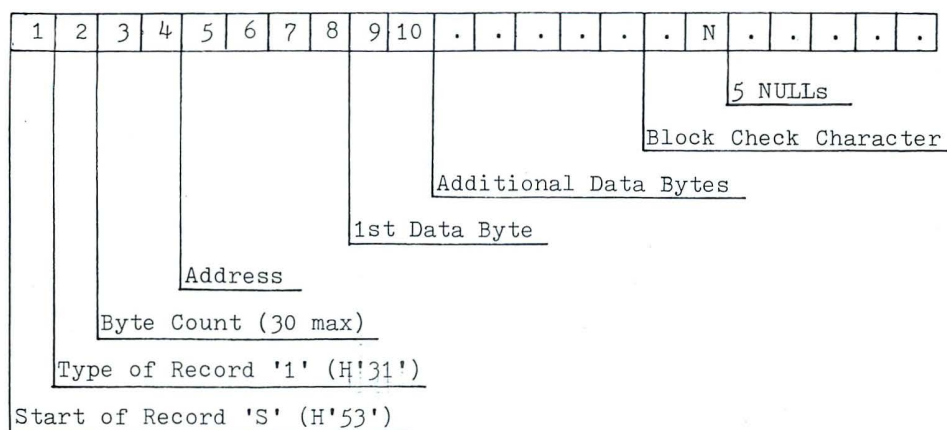 1 2 3 4 5 6 7 8 9 10 . . . . . . N . . . . .
5 NULLs
Block Check Character
Additional Data Bytes
1st Data Byte
Address
Byte Count (30 max)
Type of Record '1' (H'31')
Start of Record 'S' (H'53')